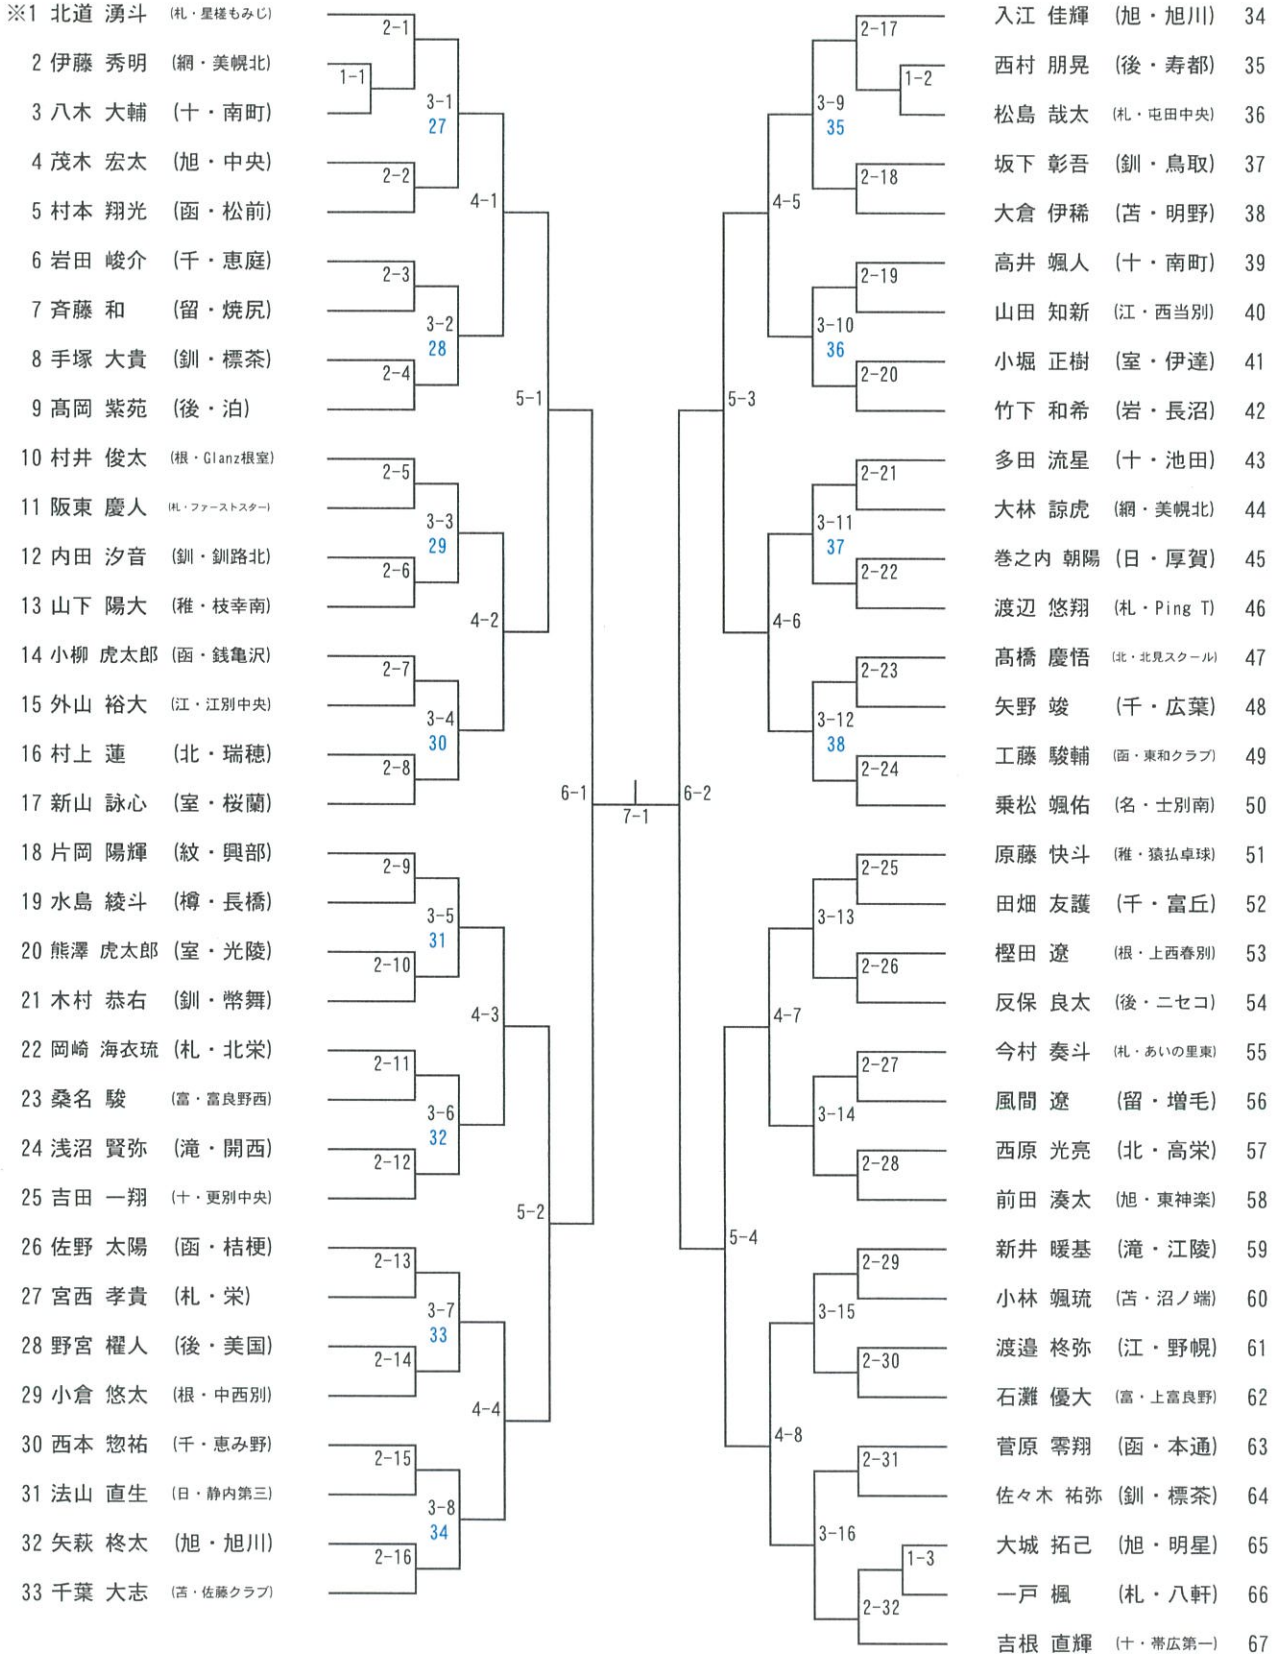 ※1 北道 湧斗 (札・星槎もみじ)
2 伊藤 秀明 (網・美幌北)
3 八木 大輔 (十・南町)
4 茂木 宏太 (旭・中央)
5 村本 翔光 (函・松前)
6 岩田 峻介 (千・恵庭)
7 斉藤 和 (留・焼尻)
8 手塚 大貴 (釧・標茶)
9 髙岡 紫苑 (後・泊)
10 村井 俊太 (根・Glanz根室)
11 阪東 慶人 (札・ファーストスター)
12 内田 汐音 (釧・釧路北)
13 山下 陽大 (稚・枝幸南)
14 小柳 虎太郎 (函・銭亀沢)
15 外山 裕大 (江・江別中央)
16 村上 蓮 (北・瑞穂)
17 新山 詠心 (室・桜蘭)
18 片岡 陽輝 (紋・興部)
19 水島 綾斗 (樽・長橋)
20 熊澤 虎太郎 (室・光陵)
21 木村 恭右 (釧・幣舞)
22 岡崎 海衣琉 (札・北栄)
23 桑名 駿 (富・富良野西)
24 浅沼 賢弥 (滝・開西)
25 吉田 一翔 (十・更別中央)
26 佐野 太陽 (函・桔梗)
27 宮西 孝貴 (札・栄)
28 野宮 櫂人 (後・美国)
29 小倉 悠太 (根・中西別)
30 西本 惣祐 (千・恵み野)
31 法山 直生 (日・静内第三)
32 矢萩 柊太 (旭・旭川)
33 千葉 大志 (苫・佐藤クラブ)
2-1
1-1
3-1
27
2-2
4-1
2-3
3-2
28
2-4
5-1
2-5
3-3
29
2-6
4-2
2-7
3-4
30
2-8
6-1
7-1
2-9
3-5
31
2-10
4-3
2-11
3-6
32
2-12
5-2
2-13
3-7
33
2-14
4-4
2-15
3-8
34
2-16
2-17
1-2
3-9
35
2-18
4-5
2-19
3-10
36
2-20
5-3
2-21
3-11
37
2-22
4-6
2-23
3-12
38
2-24
6-2
2-25
3-13
2-26
4-7
2-27
3-14
2-28
5-4
2-29
3-15
2-30
4-8
2-31
3-16
1-3
2-32
入江 佳輝 (旭・旭川) 34
西村 朋晃 (後・寿都) 35
松島 哉太 (札・屯田中央) 36
坂下 彰吾 (釧・鳥取) 37
大倉 伊稀 (苫・明野) 38
高井 颯人 (十・南町) 39
山田 知新 (江・西当別) 40
小堀 正樹 (室・伊達) 41
竹下 和希 (岩・長沼) 42
多田 流星 (十・池田) 43
大林 諒虎 (網・美幌北) 44
巻之内 朝陽 (日・厚賀) 45
渡辺 悠翔 (札・Ping T) 46
髙橋 慶悟 (北・北見スクール) 47
矢野 竣 (千・広葉) 48
工藤 駿輔 (函・東和クラブ) 49
乗松 颯佑 (名・士別南) 50
原藤 快斗 (稚・猿払卓球) 51
田畑 友護 (千・富丘) 52
樫田 遼 (根・上西春別) 53
反保 良太 (後・ニセコ) 54
今村 奏斗 (札・あいの里東) 55
風間 遼 (留・増毛) 56
西原 光亮 (北・高栄) 57
前田 湊太 (旭・東神楽) 58
新井 暖基 (滝・江陵) 59
小林 颯琉 (苫・沼ノ端) 60
渡邉 柊弥 (江・野幌) 61
石灘 優大 (富・上富良野) 62
菅原 零翔 (函・本通) 63
佐々木 祐弥 (釧・標茶) 64
大城 拓己 (旭・明星) 65
一戸 楓 (札・八軒) 66
吉根 直輝 (十・帯広第一) 67